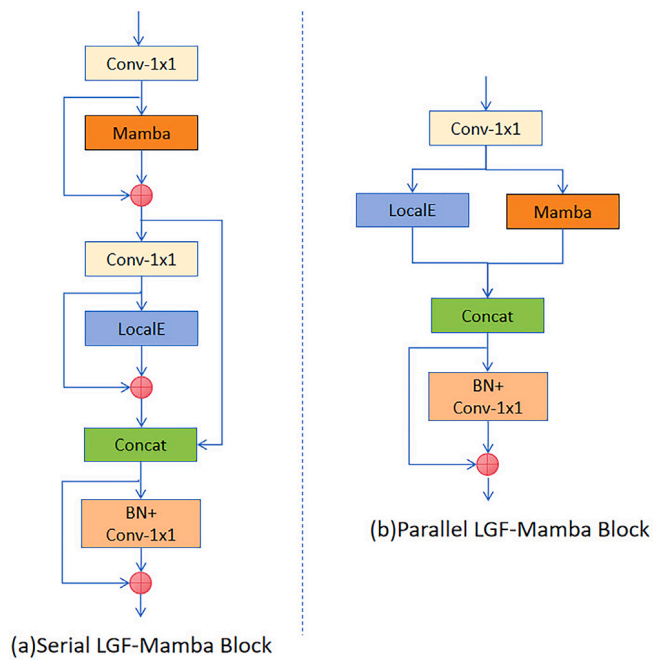 Conv-1x1
Mamba
Conv-1x1
LocalE
Concat
BN+
Conv-1x1
(a)Serial LGF-Mamba Block
Conv-1x1
LocalE
Mamba
Concat
BN+
Conv-1x1
(b)Parallel LGF-Mamba Block